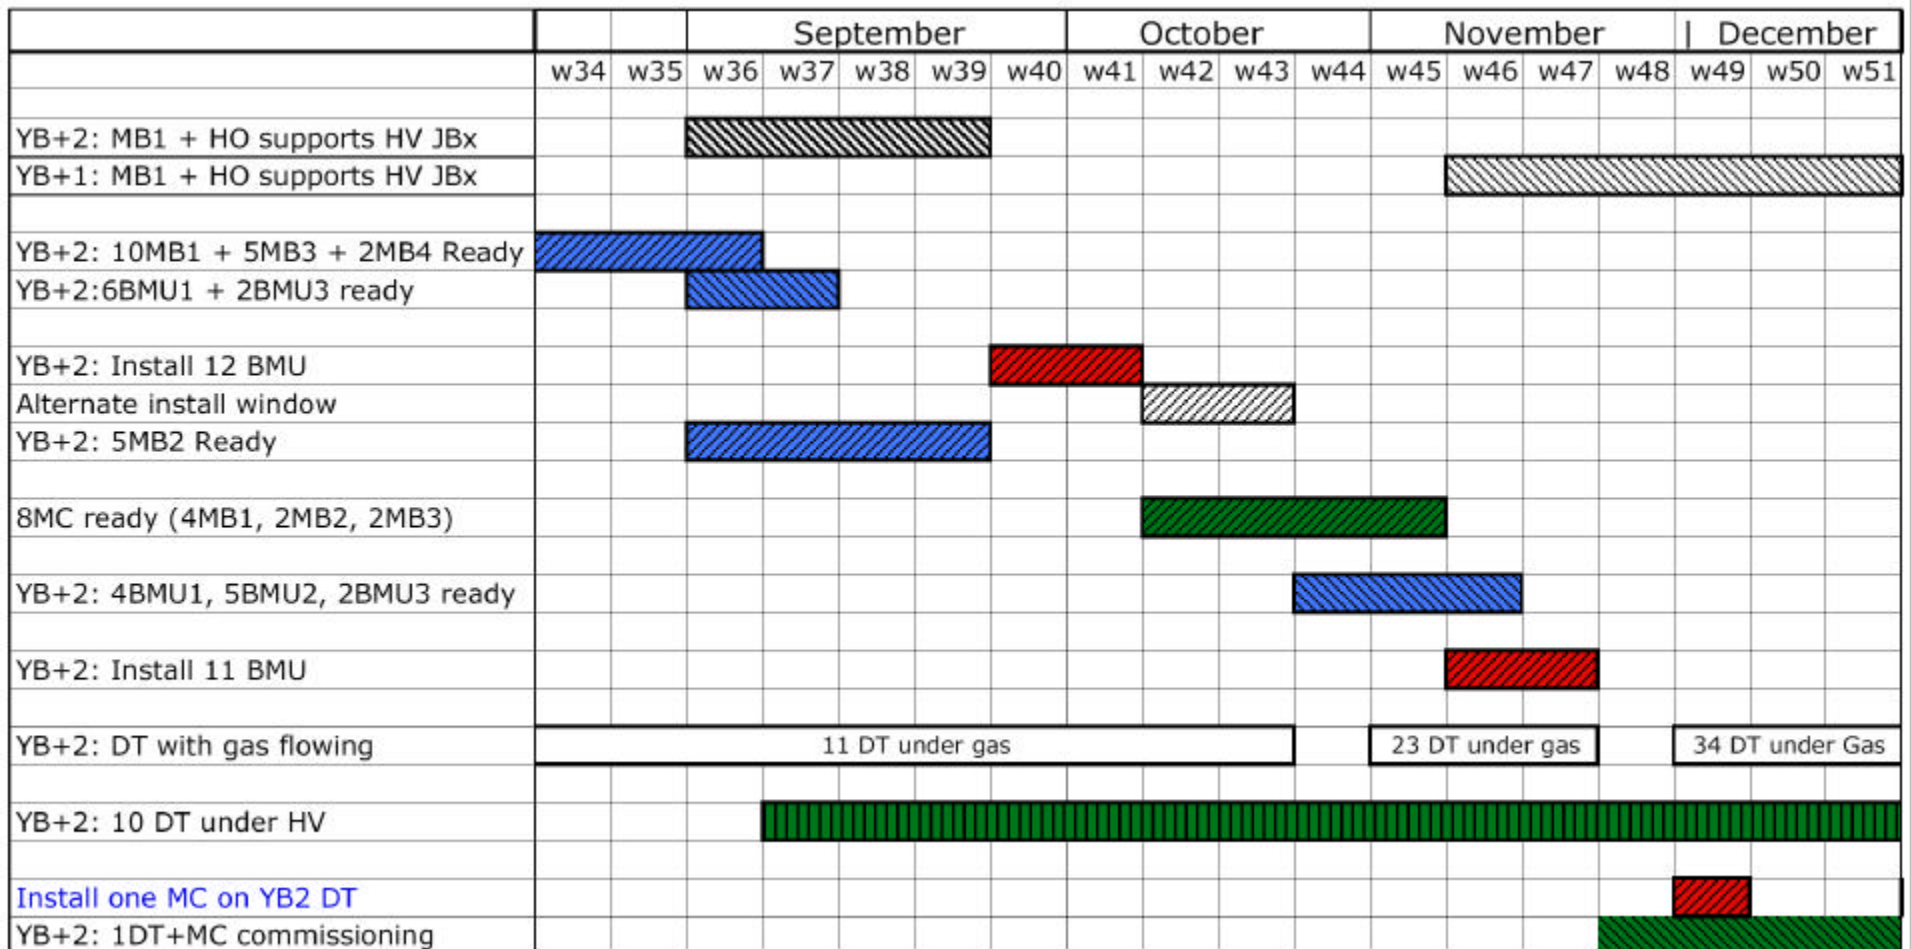 September October November | December
w34 w35 w36 w37 w38 w39 w40 w41 w42 w43 w44 w45 w46 w47 w48 w49 w50 w51
YB+2: MB1 + HO supports HV JBx
YB+1: MB1 + HO supports HV JBx
YB+2: 10MB1 + 5MB3 + 2MB4 Ready
YB+2:6BMU1 + 2BMU3 ready
YB+2: Install 12 BMU
Alternate install window
YB+2: 5MB2 Ready
8MC ready (4MB1, 2MB2, 2MB3)
YB+2: 4BMU1, 5BMU2, 2BMU3 ready
YB+2: Install 11 BMU
YB+2: DT with gas flowing 11 DT under gas 23 DT under gas 34 DT under Gas
YB+2: 10 DT under HV
Install one MC on YB2 DT
YB+2: 1DT+MC commissioning